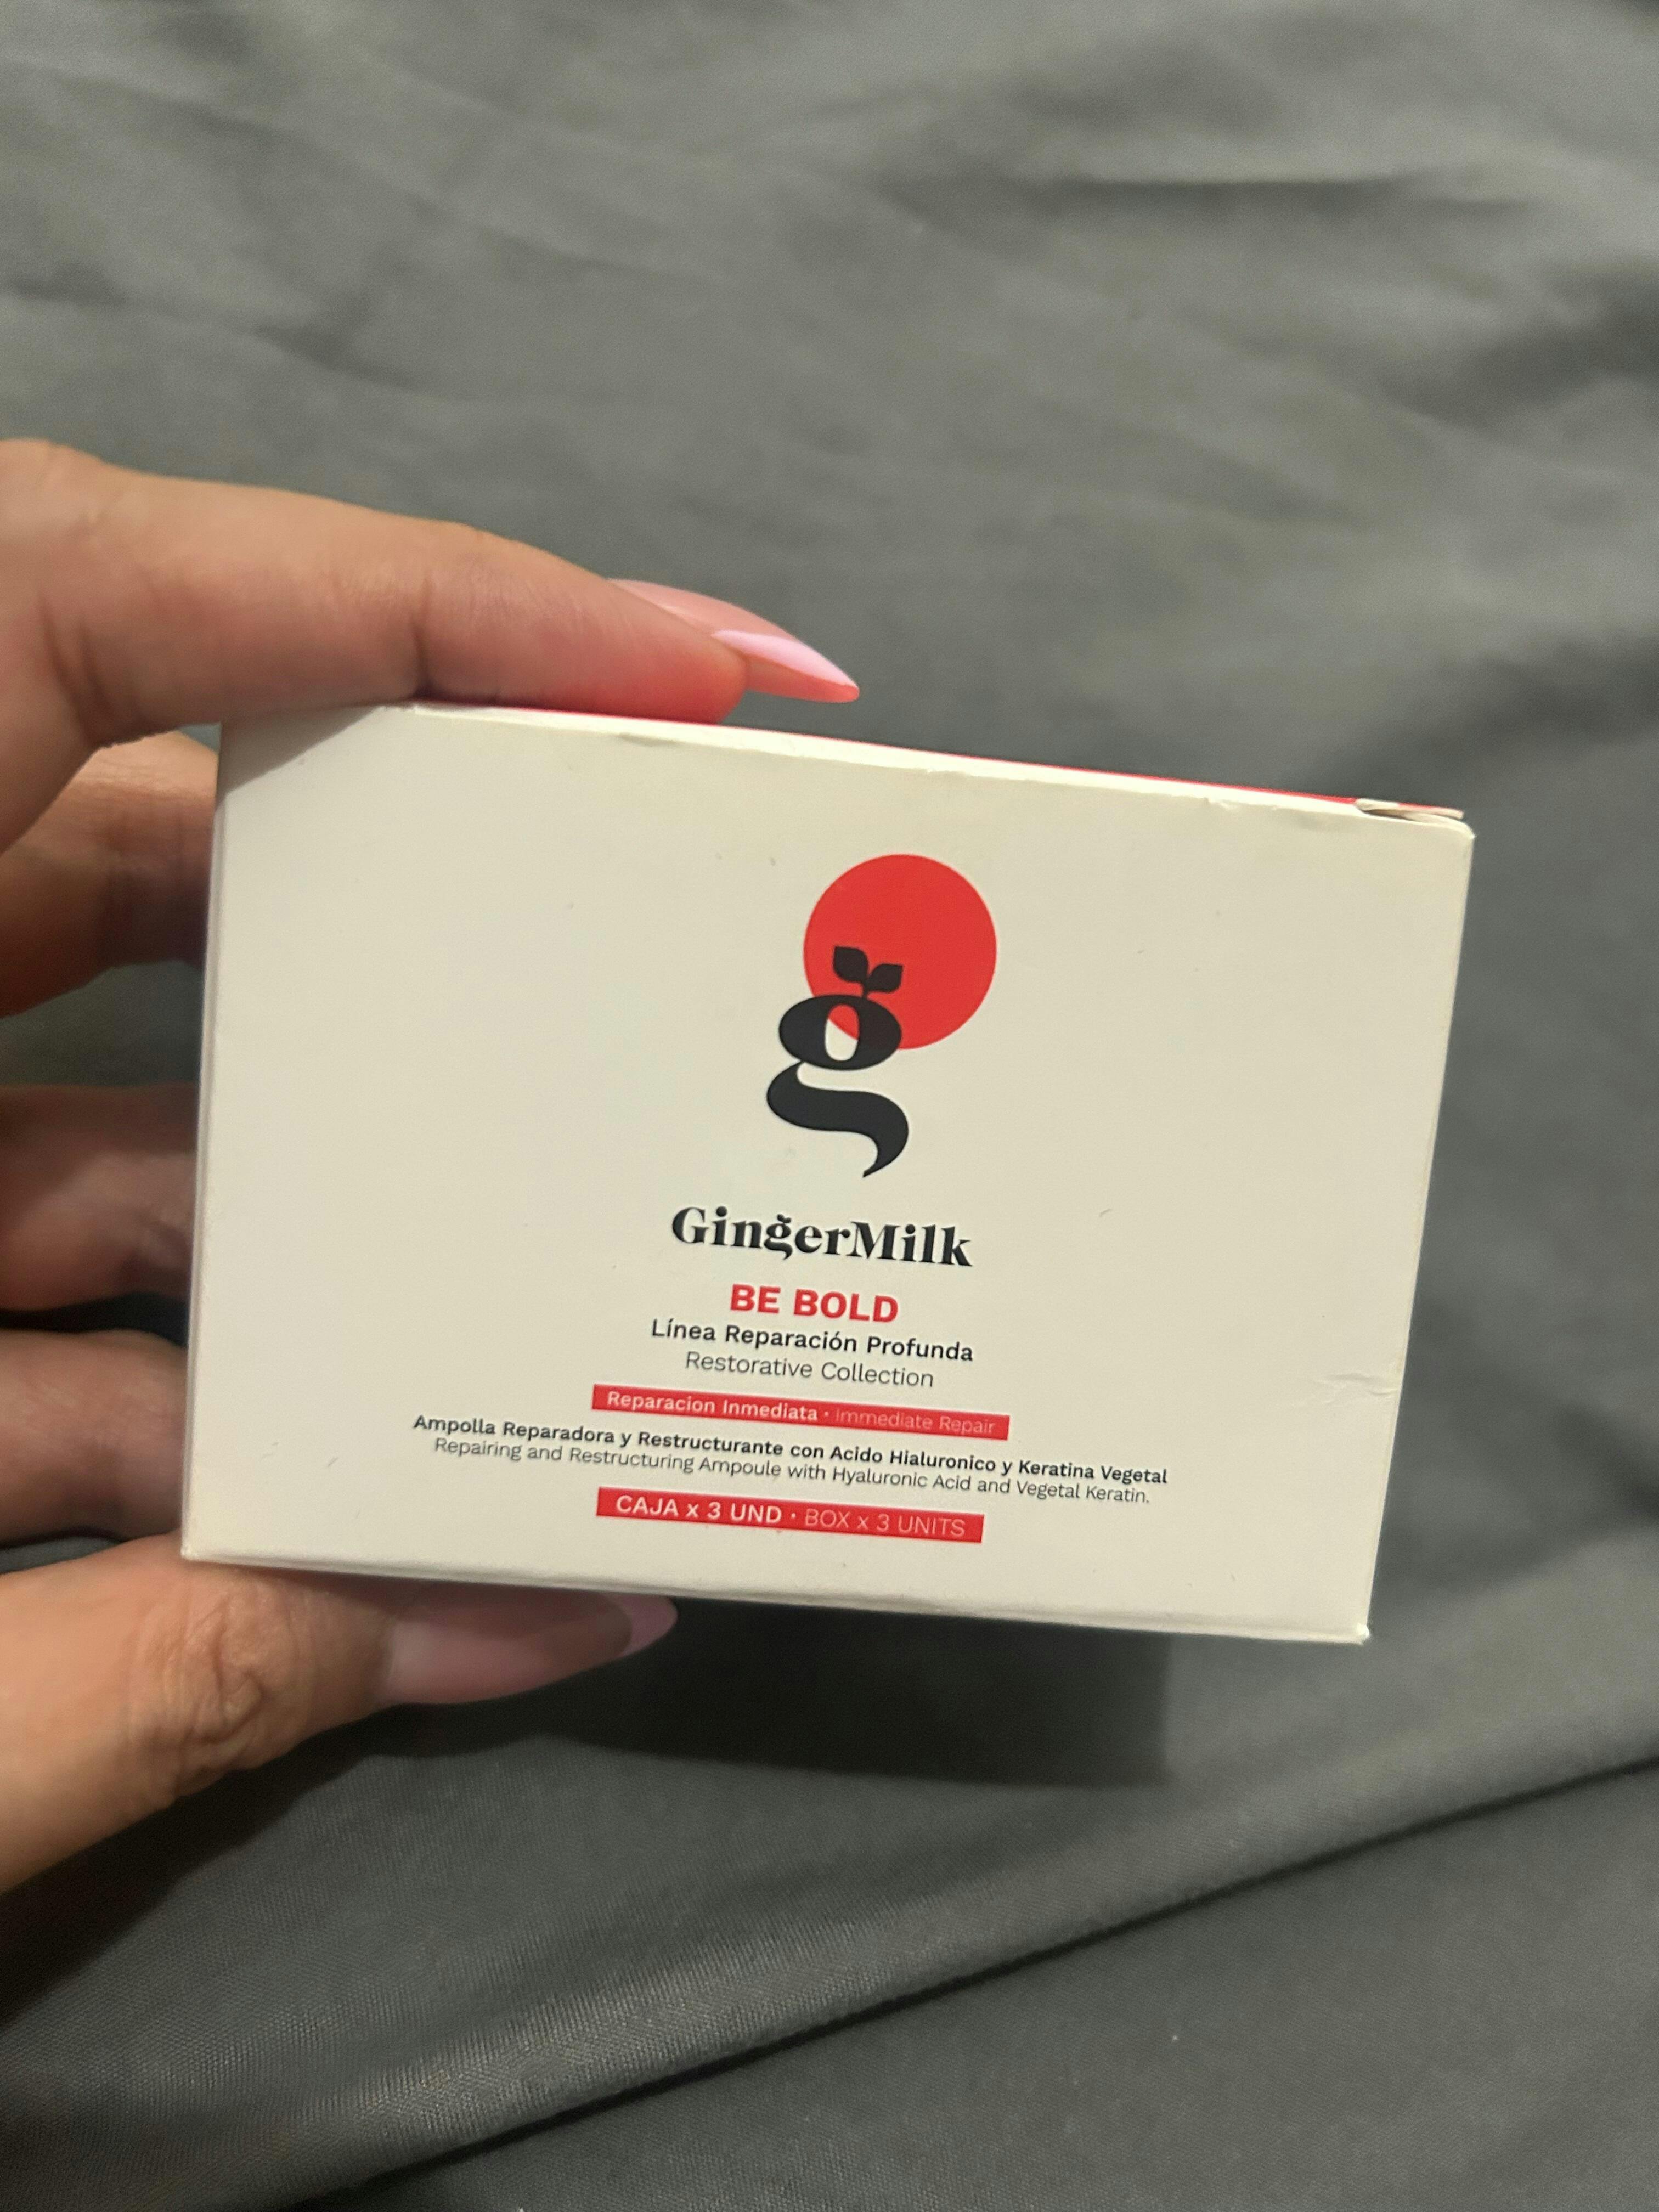 g
GingerMilk
BE BOLD
Línea Reparación Profunda
Restorative Collection
Reparacion Inmediata • Immediate Repair
Ampolla Reparadora y Restructurante con Acido Hialuronico y Keratina Vegetal
Repairing and Restructuring Ampoule with Hyaluronic Acid and Vegetal Keratin.
CAJA x 3 UND • BOX x 3 UNITS